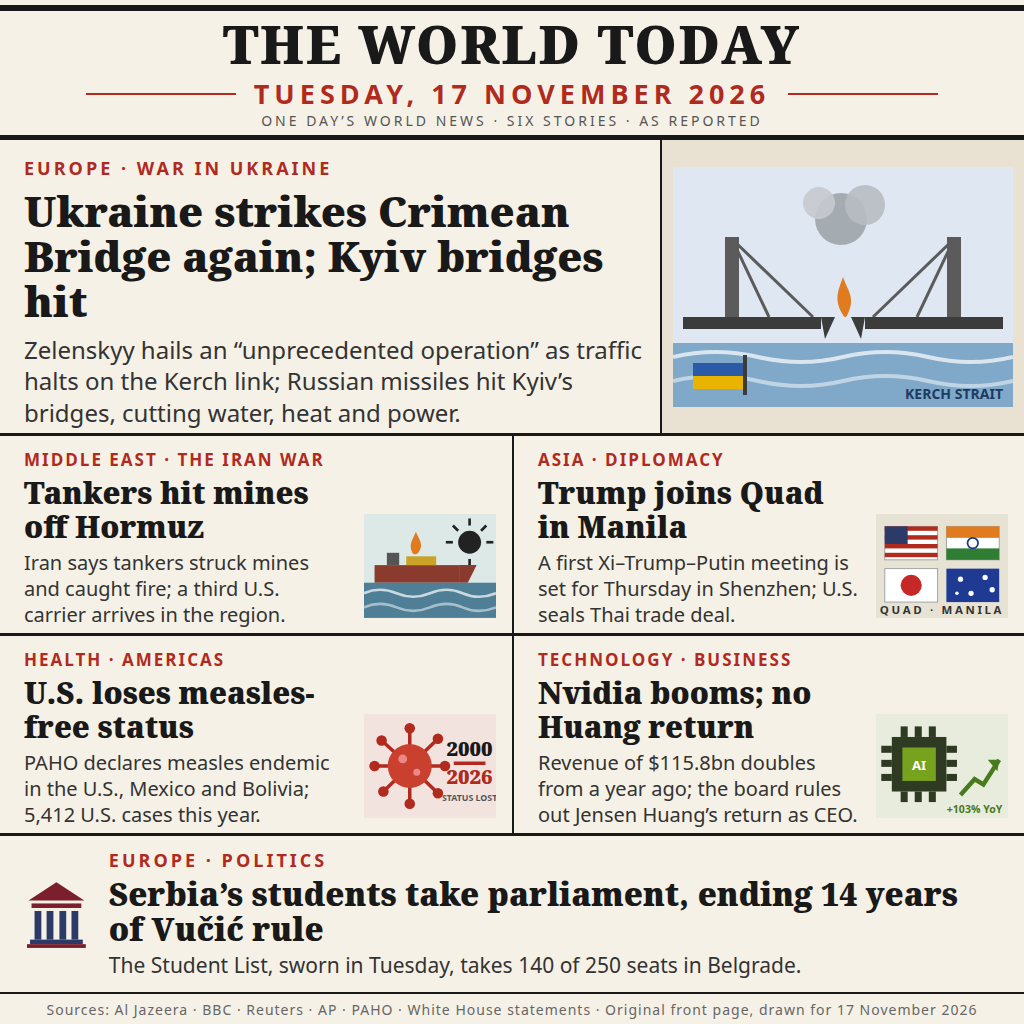 THE WORLD TODAY
TUESDAY, 17 NOVEMBER 2026
ONE DAY’S WORLD NEWS · SIX STORIES · AS REPORTED
EUROPE · WAR IN UKRAINE
Ukraine strikes Crimean
Bridge again; Kyiv bridges
hit
Zelenskyy hails an “unprecedented operation” as traffic
halts on the Kerch link; Russian missiles hit Kyiv’s
bridges, cutting water, heat and power.
KERCH STRAIT
MIDDLE EAST · THE IRAN WAR
Tankers hit mines
off Hormuz
Iran says tankers struck mines
and caught fire; a third U.S.
carrier arrives in the region.
ASIA · DIPLOMACY
Trump joins Quad
in Manila
A first Xi–Trump–Putin meeting is
set for Thursday in Shenzhen; U.S.
seals Thai trade deal.
QUAD · MANILA
HEALTH · AMERICAS
U.S. loses measles-
free status
PAHO declares measles endemic
in the U.S., Mexico and Bolivia;
5,412 U.S. cases this year.
2000
2026
STATUS LOST
TECHNOLOGY · BUSINESS
Nvidia booms; no
Huang return
Revenue of $115.8bn doubles
from a year ago; the board rules
out Jensen Huang’s return as CEO.
AI
+103% YoY
EUROPE · POLITICS
Serbia’s students take parliament, ending 14 years
of Vučić rule
The Student List, sworn in Tuesday, takes 140 of 250 seats in Belgrade.
Sources: Al Jazeera · BBC · Reuters · AP · PAHO · White House statements · Original front page, drawn for 17 November 2026